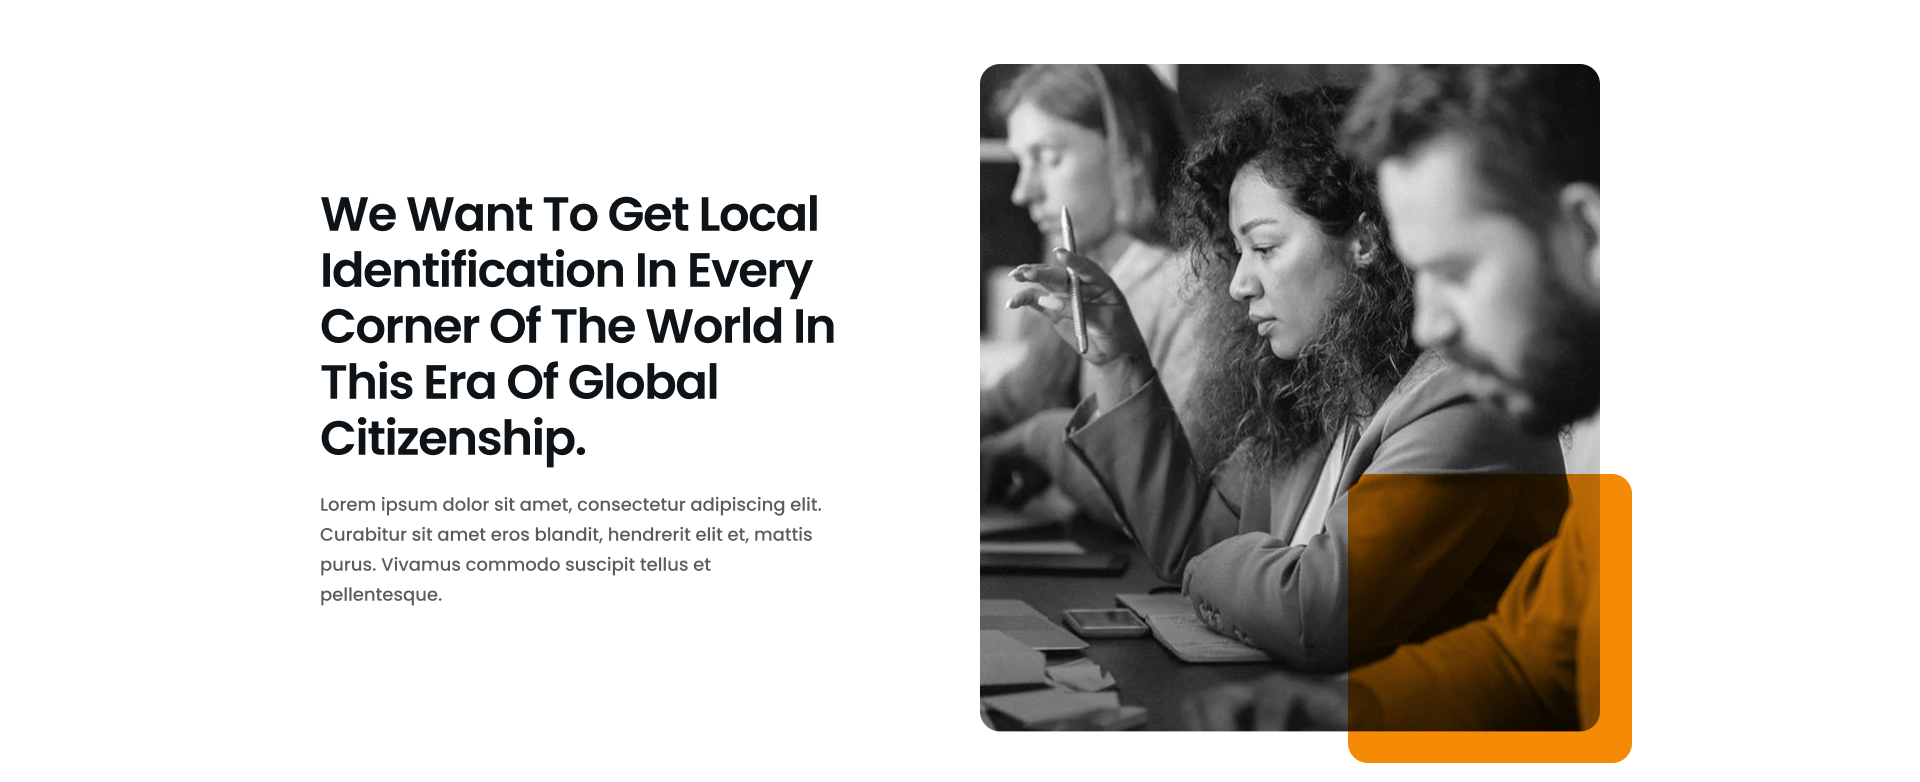 We Want To Get Local
Identification In Every
Corner Of The World In
This Era Of Global
Citizenship.
Lorem ipsum dolor sit amet, consectetur adipiscing elit.
Curabitur sit amet eros blandit, hendrerit elit et, mattis
purus. Vivamus commodo suscipit tellus et
pellentesque.